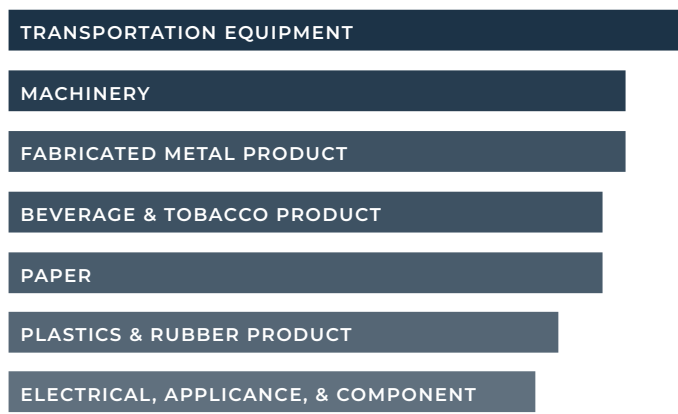 TRANSPORTATION EQUIPMENT
MACHINERY
FABRICATED METAL PRODUCT
BEVERAGE & TOBACCO PRODUCT
PAPER
PLASTICS & RUBBER PRODUCT
ELECTRICAL, APPLICANCE, & COMPONENT